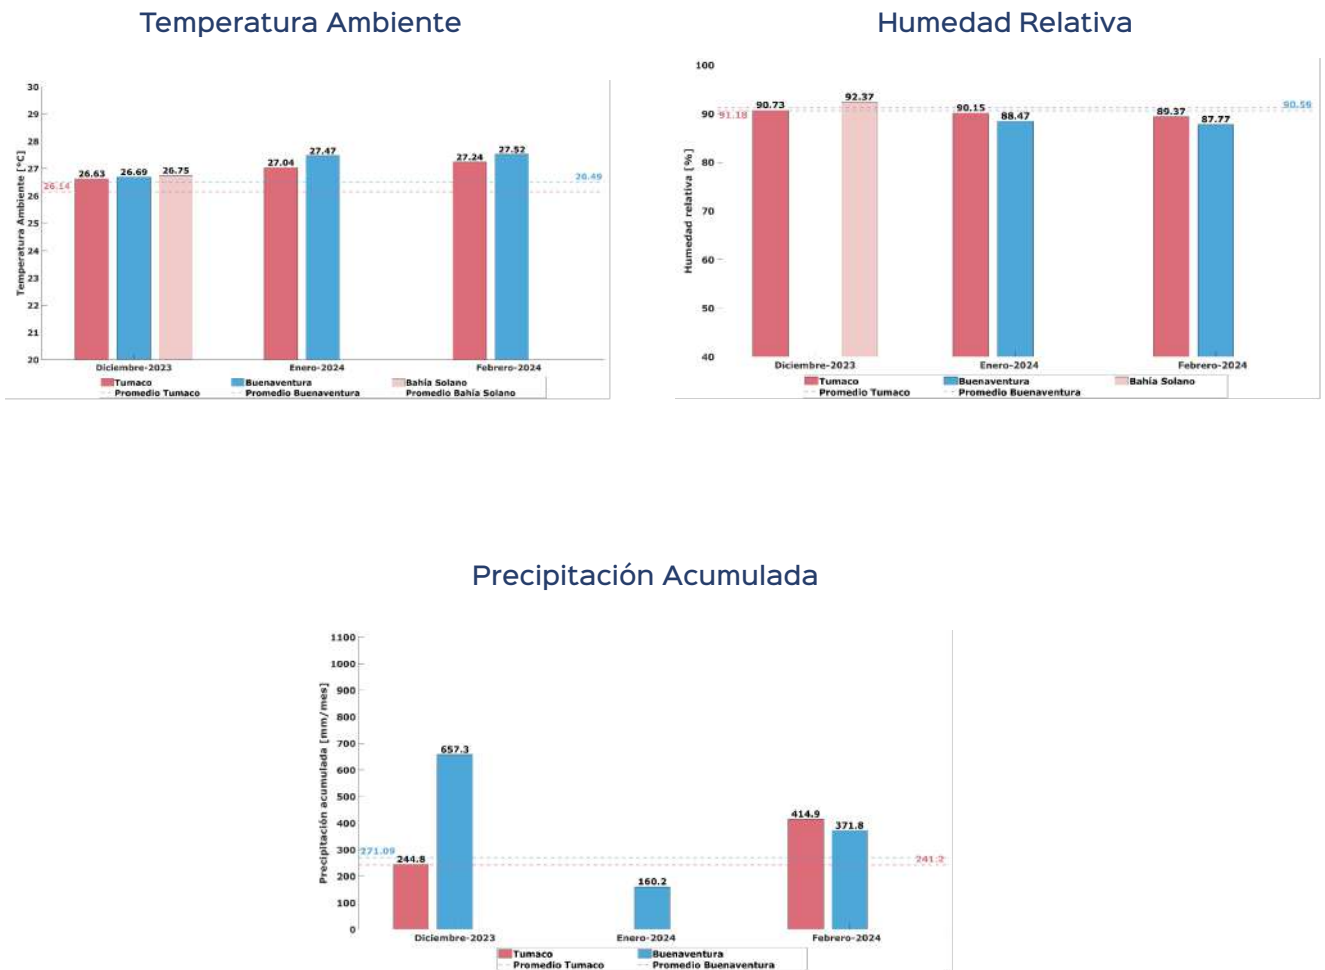 Temperatura Ambiente
30
29
28
27
26
25
24
23
22
21
20
Temperatura Ambiente [°C]
26.14
26.63
26.69
26.75
27.04
27.47
27.24
27.52
26.49
Diciembre-2023
Enero-2024
Febrero-2024
Tumaco
Buenaventura
Bahía Solano
Promedio Tumaco
Promedio Buenaventura
Promedio Bahía Solano
Humedad Relativa
100
90
80
70
60
50
40
Humedad relativa [%]
91.18
90.73
92.37
90.15
88.47
89.37
87.77
90.56
Diciembre-2023
Enero-2024
Febrero-2024
Tumaco
Buenaventura
Bahía Solano
Promedio Tumaco
Promedio Buenaventura
Precipitación Acumulada
1100
1000
900
800
700
600
500
400
300
200
100
0
Precipitación acumulada [mm/mes]
271.09
244.8
657.3
160.2
414.9
371.8
241.2
Diciembre-2023
Enero-2024
Febrero-2024
Tumaco
Buenaventura
Promedio Tumaco
Promedio Buenaventura